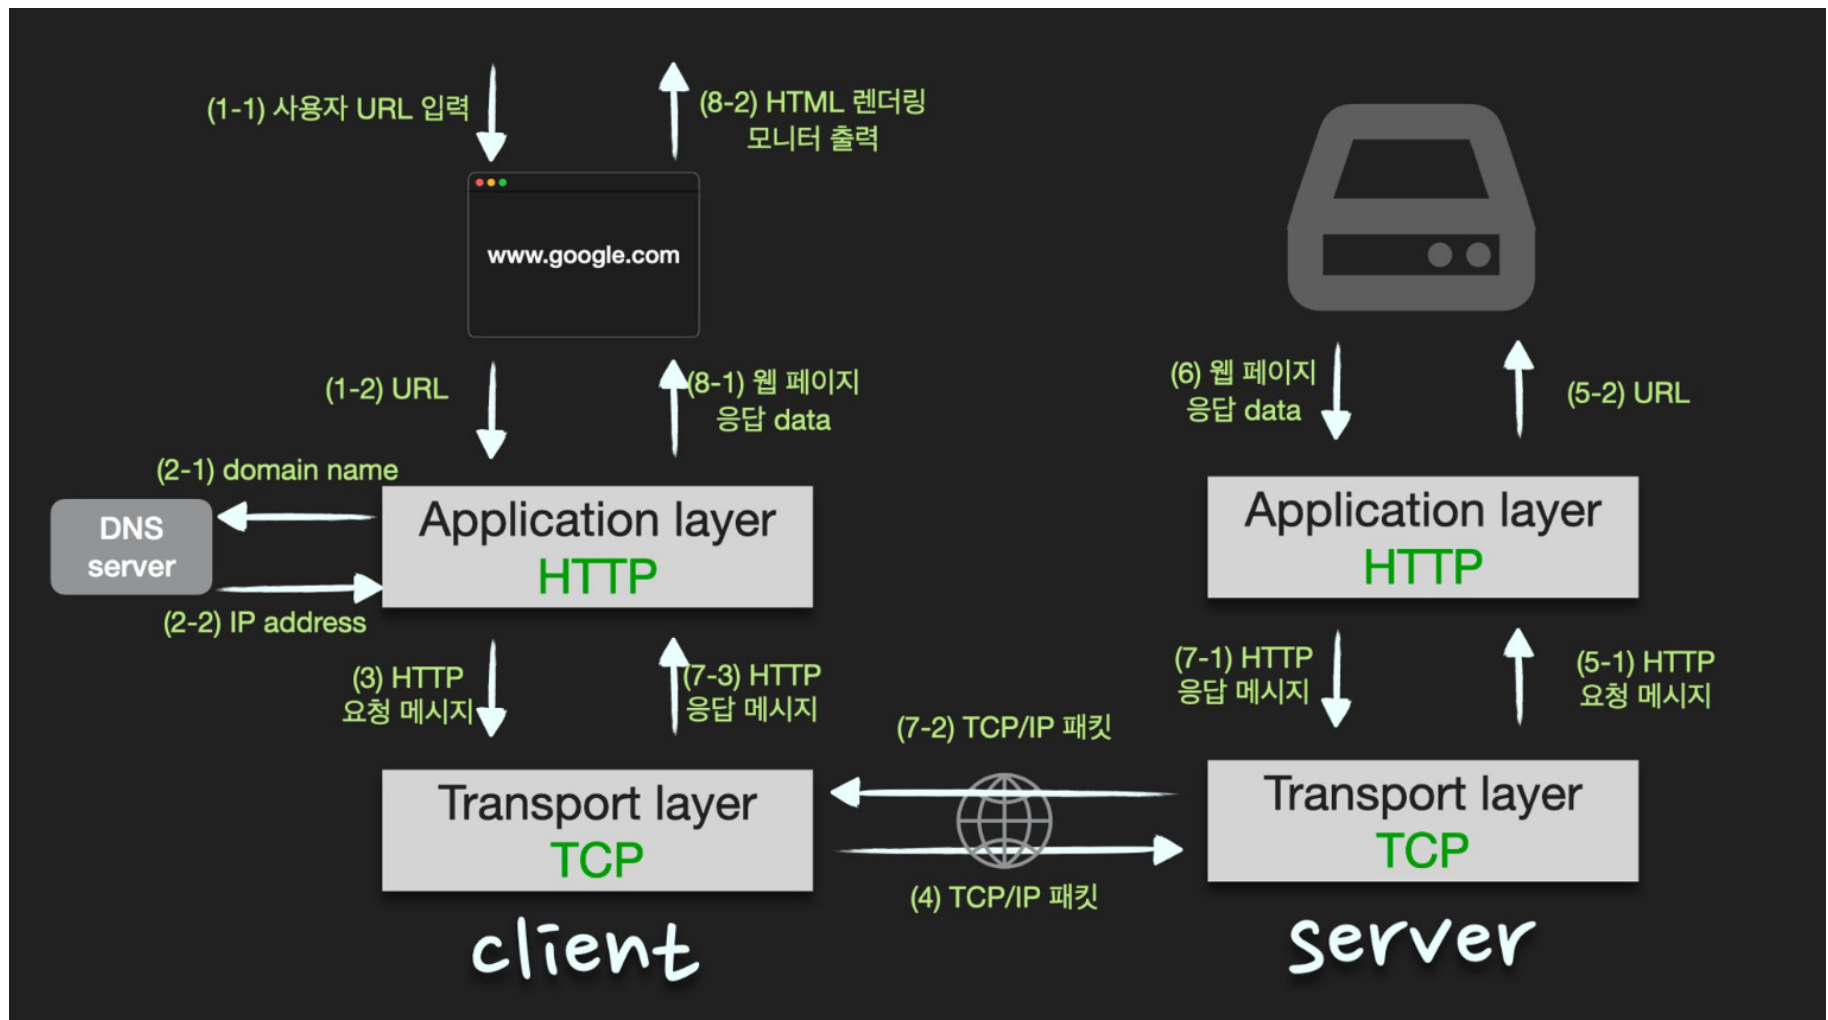 (1-1) 사용자 URL 입력
(8-2) HTML 렌더링
모니터 출력
www.google.com
(1-2) URL
(8-1) 웹 페이지
응답 data
(2-1) domain name
DNS
server
(2-2) IP address
Application layer
HTTP
(3) HTTP
요청 메시지
(7-3) HTTP
응답 메시지
Transport layer
TCP
client
(7-2) TCP/IP 패킷
(4) TCP/IP 패킷
(6) 웹 페이지
응답 data
(5-2) URL
Application layer
HTTP
(7-1) HTTP
응답 메시지
(5-1) HTTP
요청 메시지
Transport layer
TCP
server